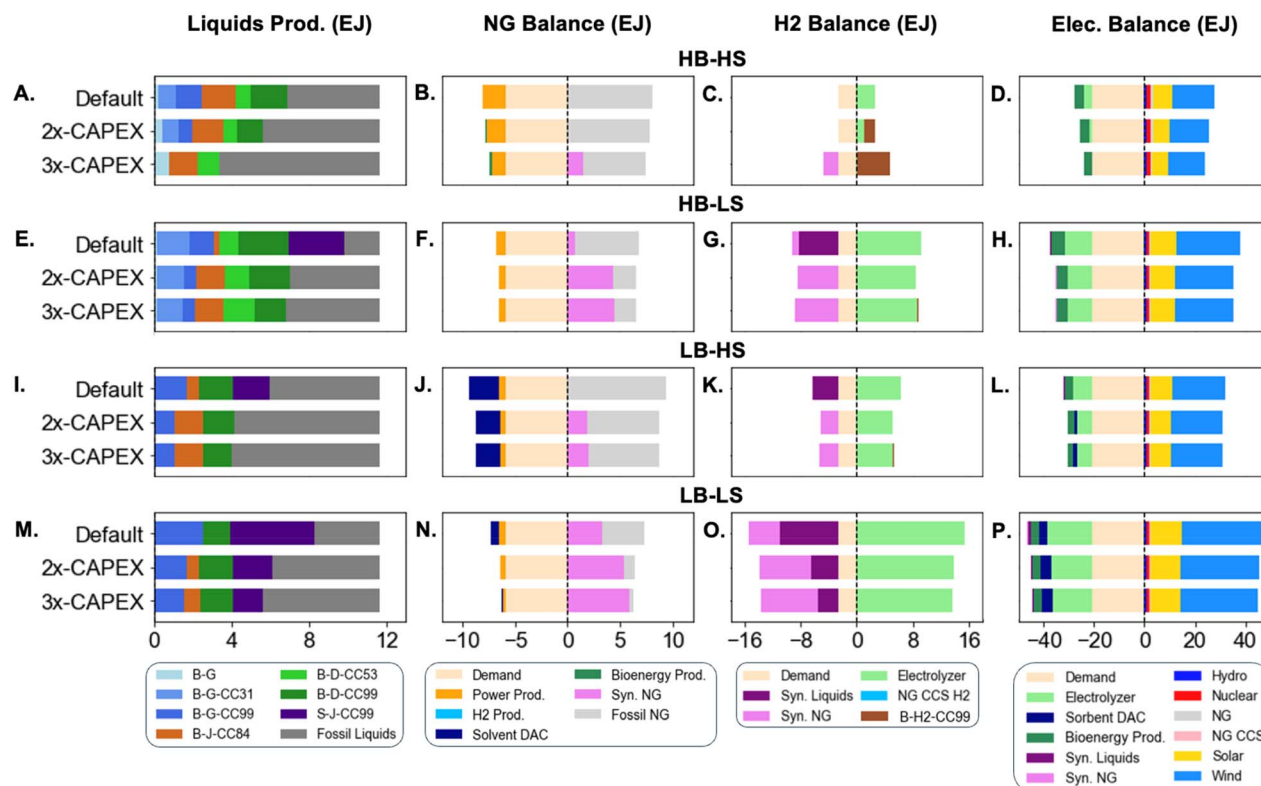 Liquids Prod. (EJ) NG Balance (EJ) H2 Balance (EJ) Elec. Balance (EJ)
HB-HS
A. B. C. D.
Default
2x-CAPEX
3x-CAPEX
HB-LS
E. F. G. H.
Default
2x-CAPEX
3x-CAPEX
LB-HS
I. J. K. L.
Default
2x-CAPEX
3x-CAPEX
LB-LS
M. N. O. P.
Default
2x-CAPEX
3x-CAPEX
0 4 8 12 −10 −5 0 5 10 −16 −8 0 8 16 −40 −20 0 20 40
B-G B-D-CC53
B-G-CC31 B-D-CC99
B-G-CC99 S-J-CC99
B-J-CC84 Fossil Liquids
Demand Bioenergy Prod.
Power Prod. Syn. NG
H2 Prod. Fossil NG
Solvent DAC
Demand Electrolyzer
Syn. Liquids NG CCS H2
Syn. NG B-H2-CC99
Demand Hydro
Electrolyzer Nuclear
Sorbent DAC NG
Bioenergy Prod. NG CCS
Syn. Liquids Solar
Syn. NG Wind